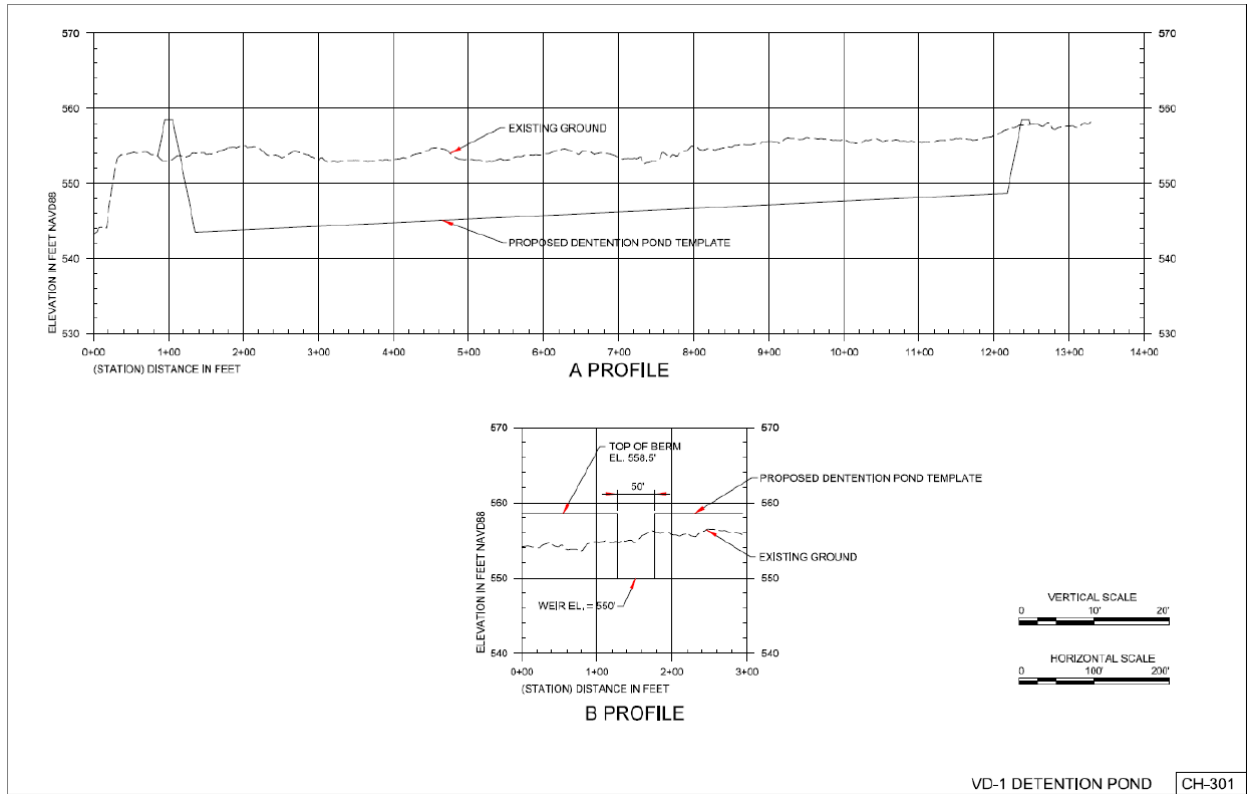 570
570
560
560
EXISTING GROUND
550
550
540
540
PROPOSED DENTENTION POND TEMPLATE
530
530
ELEVATION IN FEET NAVD88
0+00 1+00 2+00 3+00 4+00 5+00 6+00 7+00 8+00 9+00 10+00 11+00 12+00 13+00 14+00
(STATION) DISTANCE IN FEET
A PROFILE
570
570
TOP OF BERM
EL. 558.5'
50'
PROPOSED DENTENTION POND TEMPLATE
560
560
EXISTING GROUND
550
550
WEIR EL. = 550'
540
540
ELEVATION IN FEET NAVD88
0+00 1+00 2+00 3+00
(STATION) DISTANCE IN FEET
B PROFILE
VERTICAL SCALE
0 10' 20'
HORIZONTAL SCALE
0 100' 200'
VD-1 DETENTION POND CH-301